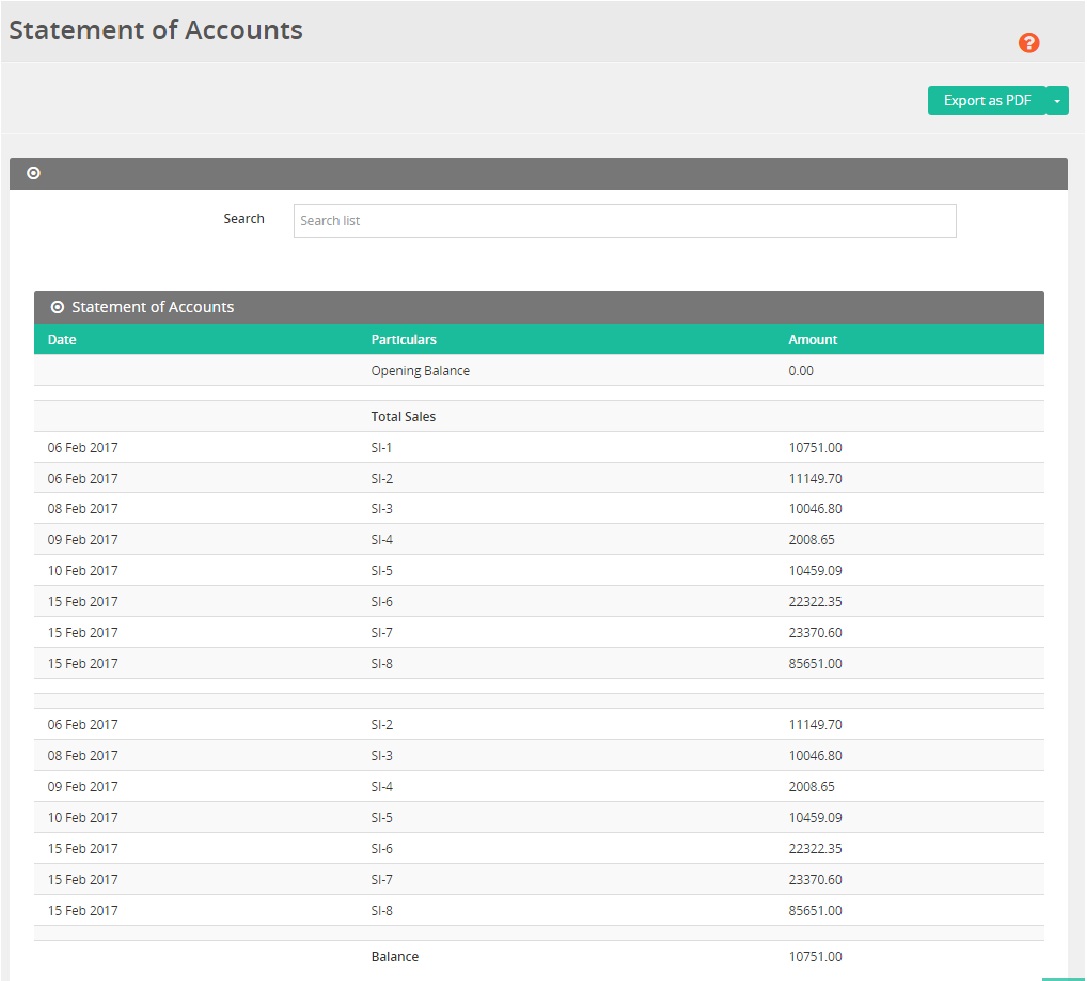 Statement of Accounts
?
Export as PDF
Search Search list
Statement of Accounts
Date Particulars Amount
Opening Balance 0.00
Total Sales
06 Feb 2017 SI-1 10751.00
06 Feb 2017 SI-2 11149.70
08 Feb 2017 SI-3 10046.80
09 Feb 2017 SI-4 2008.65
10 Feb 2017 SI-5 10459.09
15 Feb 2017 SI-6 22322.35
15 Feb 2017 SI-7 23370.60
15 Feb 2017 SI-8 85651.00
06 Feb 2017 SI-2 11149.70
08 Feb 2017 SI-3 10046.80
09 Feb 2017 SI-4 2008.65
10 Feb 2017 SI-5 10459.09
15 Feb 2017 SI-6 22322.35
15 Feb 2017 SI-7 23370.60
15 Feb 2017 SI-8 85651.00
Balance 10751.00